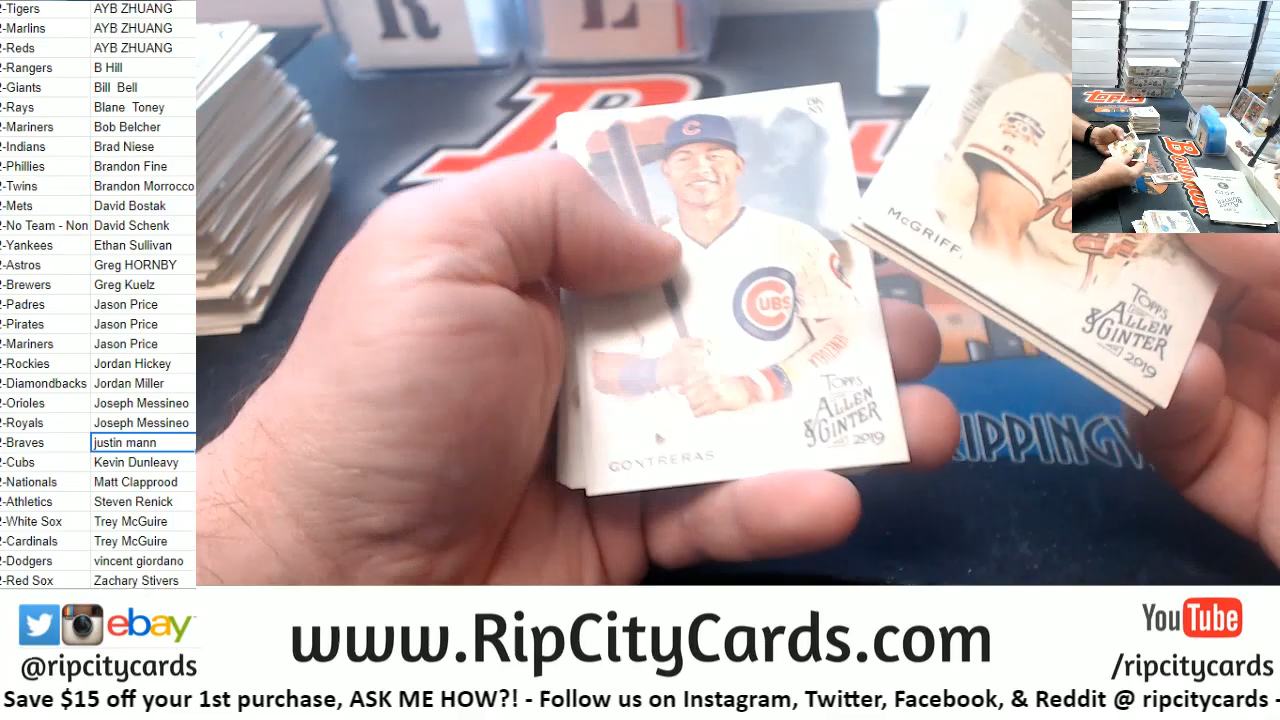 2-Tigers AYB ZHUANG
2-Marlins AYB ZHUANG
2-Reds AYB ZHUANG
2-Rangers B Hill
2-Giants Bill Bell
2-Rays Blane Toney
2-Mariners Bob Belcher
2-Indians Brad Niese
2-Phillies Brandon Fine
2-Twins Brandon Morrocco
2-Mets David Bostak
2-No Team - Non David Schenk
2-Yankees Ethan Sullivan
2-Astros Greg HORNBY
2-Brewers Greg Kuelz
2-Padres Jason Price
2-Pirates Jason Price
2-Mariners Jason Price
2-Rockies Jordan Hickey
2-Diamondbacks Jordan Miller
2-Orioles Joseph Messineo
2-Royals Joseph Messineo
2-Braves justin mann
2-Cubs Kevin Dunleavy
2-Nationals Matt Clapprood
2-Athletics Steven Renick
2-White Sox Trey McGuire
2-Cardinals Trey McGuire
2-Dodgers vincent giordano
2-Red Sox Zachary Stivers
R
L
C
CUBS
TOPPS
ALLEN
& GINTER
2019
CONTRERAS
MCGRIFF
TOPPS
ALLEN
& GINTER
2019
RIPPING
Topps
Bowman
ebay
@ripcitycards
www.RipCityCards.com
YouTube
/ripcitycards
Save $15 off your 1st purchase, ASK ME HOW?! - Follow us on Instagram, Twitter, Facebook, & Reddit @ ripcitycards -